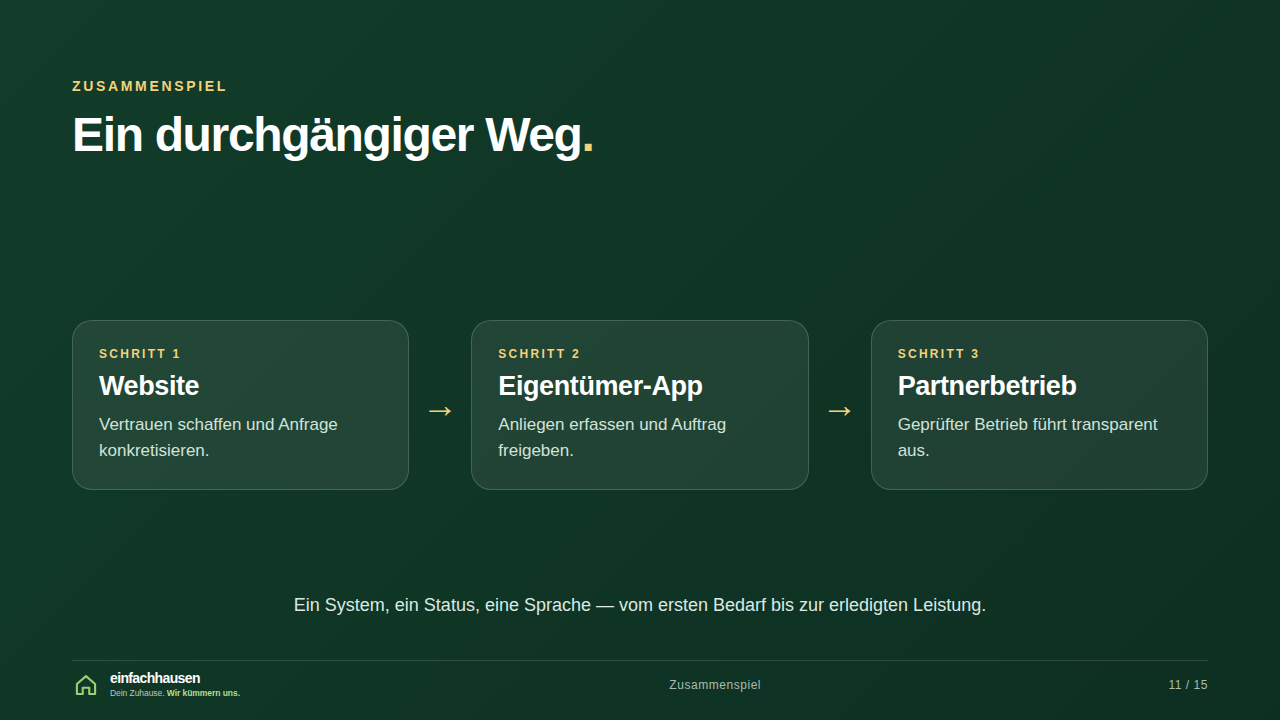 ZUSAMMENSPIEL
Ein durchgängiger Weg.
SCHRITT 1
Website
Vertrauen schaffen und Anfrage
konkretisieren.
→
SCHRITT 2
Eigentümer-App
Anliegen erfassen und Auftrag
freigeben.
→
SCHRITT 3
Partnerbetrieb
Geprüfter Betrieb führt transparent
aus.
Ein System, ein Status, eine Sprache — vom ersten Bedarf bis zur erledigten Leistung.
einfachhausen
Dein Zuhause. Wir kümmern uns.
Zusammenspiel
11 / 15